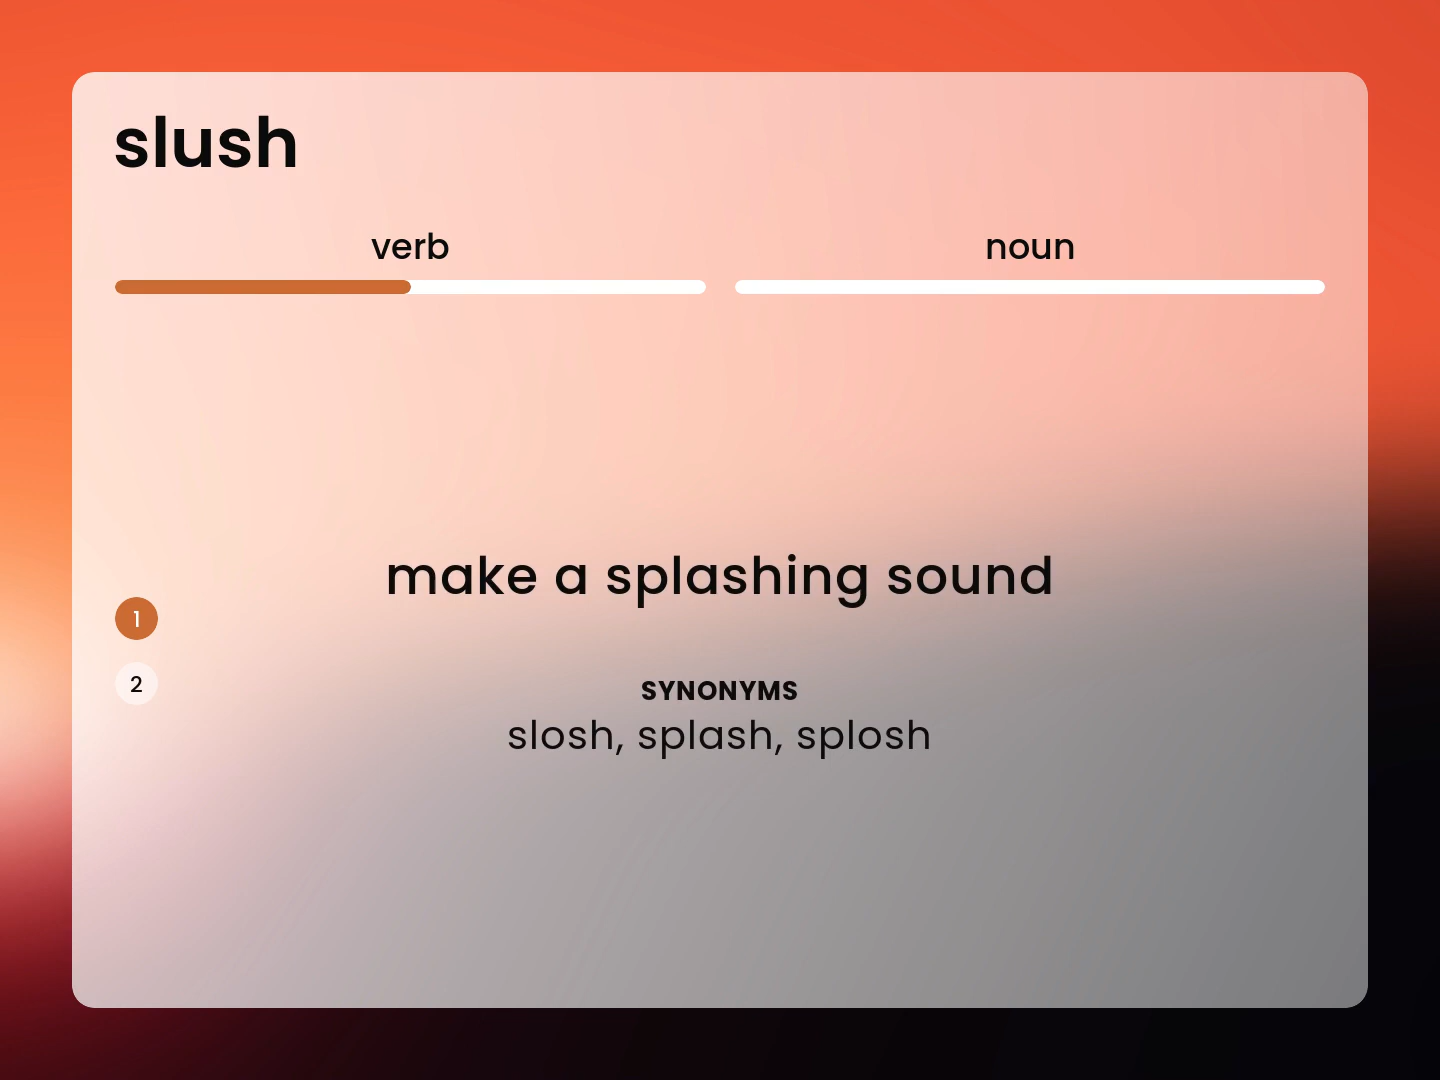 slush
verb
noun
make a splashing sound
1
2
SYNONYMS
slosh, splash, splosh